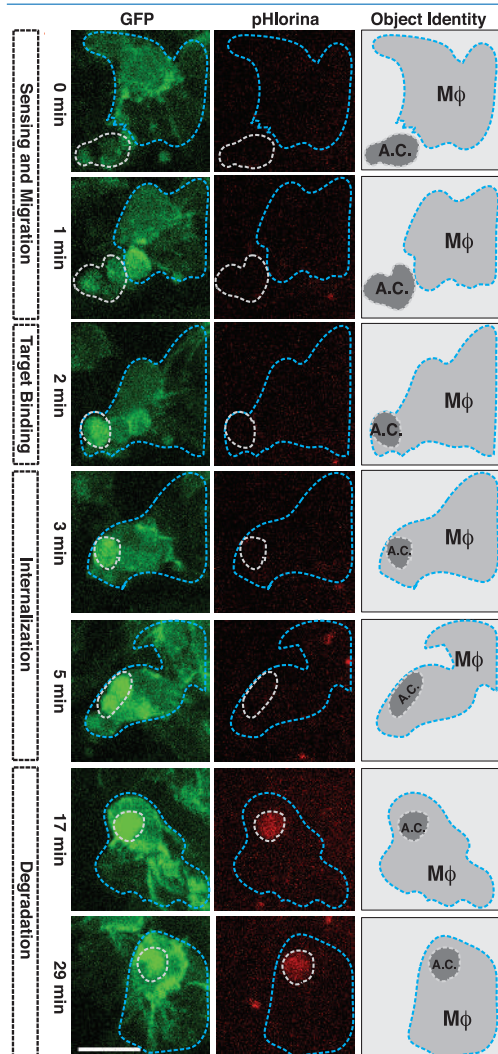 GFP pHlorina Object Identity
Sensing and Migration
0 min
Mϕ
A.C.
1 min
Mϕ
A.C.
Target Binding
2 min
Mϕ
A.C.
Internalization
3 min
Mϕ
A.C.
5 min
Mϕ
A.C.
Degradation
17 min
A.C.
Mϕ
29 min
A.C.
Mϕ